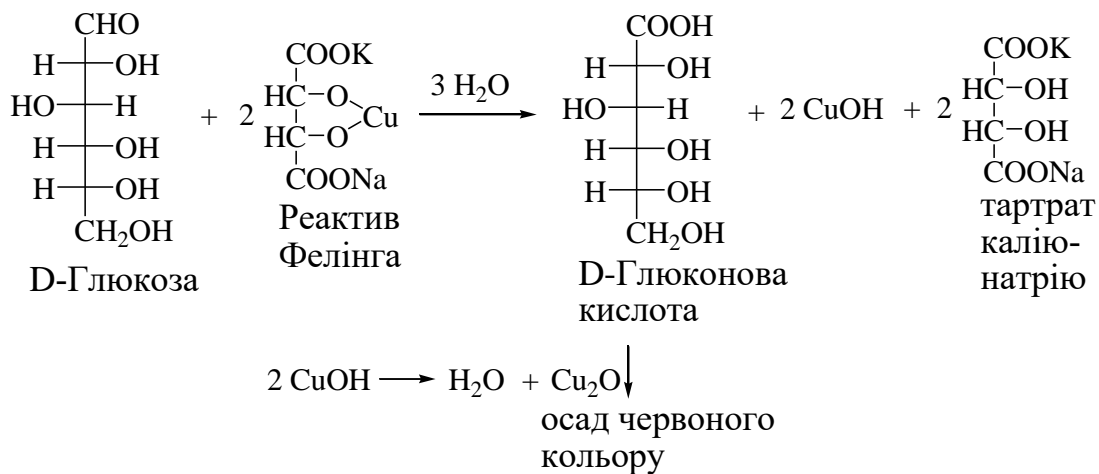 CHO
H OH
HO H
H OH
H OH
CH₂OH
D-Глюкоза
+ 2
COOK
HC O
Cu
HC O
COONa
Реактив
Фелінга
3 H₂O
COOH
H OH
HO H
H OH
H OH
CH₂OH
D-Глюконова
кислота
+ 2 CuOH + 2
COOK
HC OH
HC OH
COONa
тартрат
калію-
натрію
2 CuOH → H₂O + Cu₂O↓
осад червоного
кольору